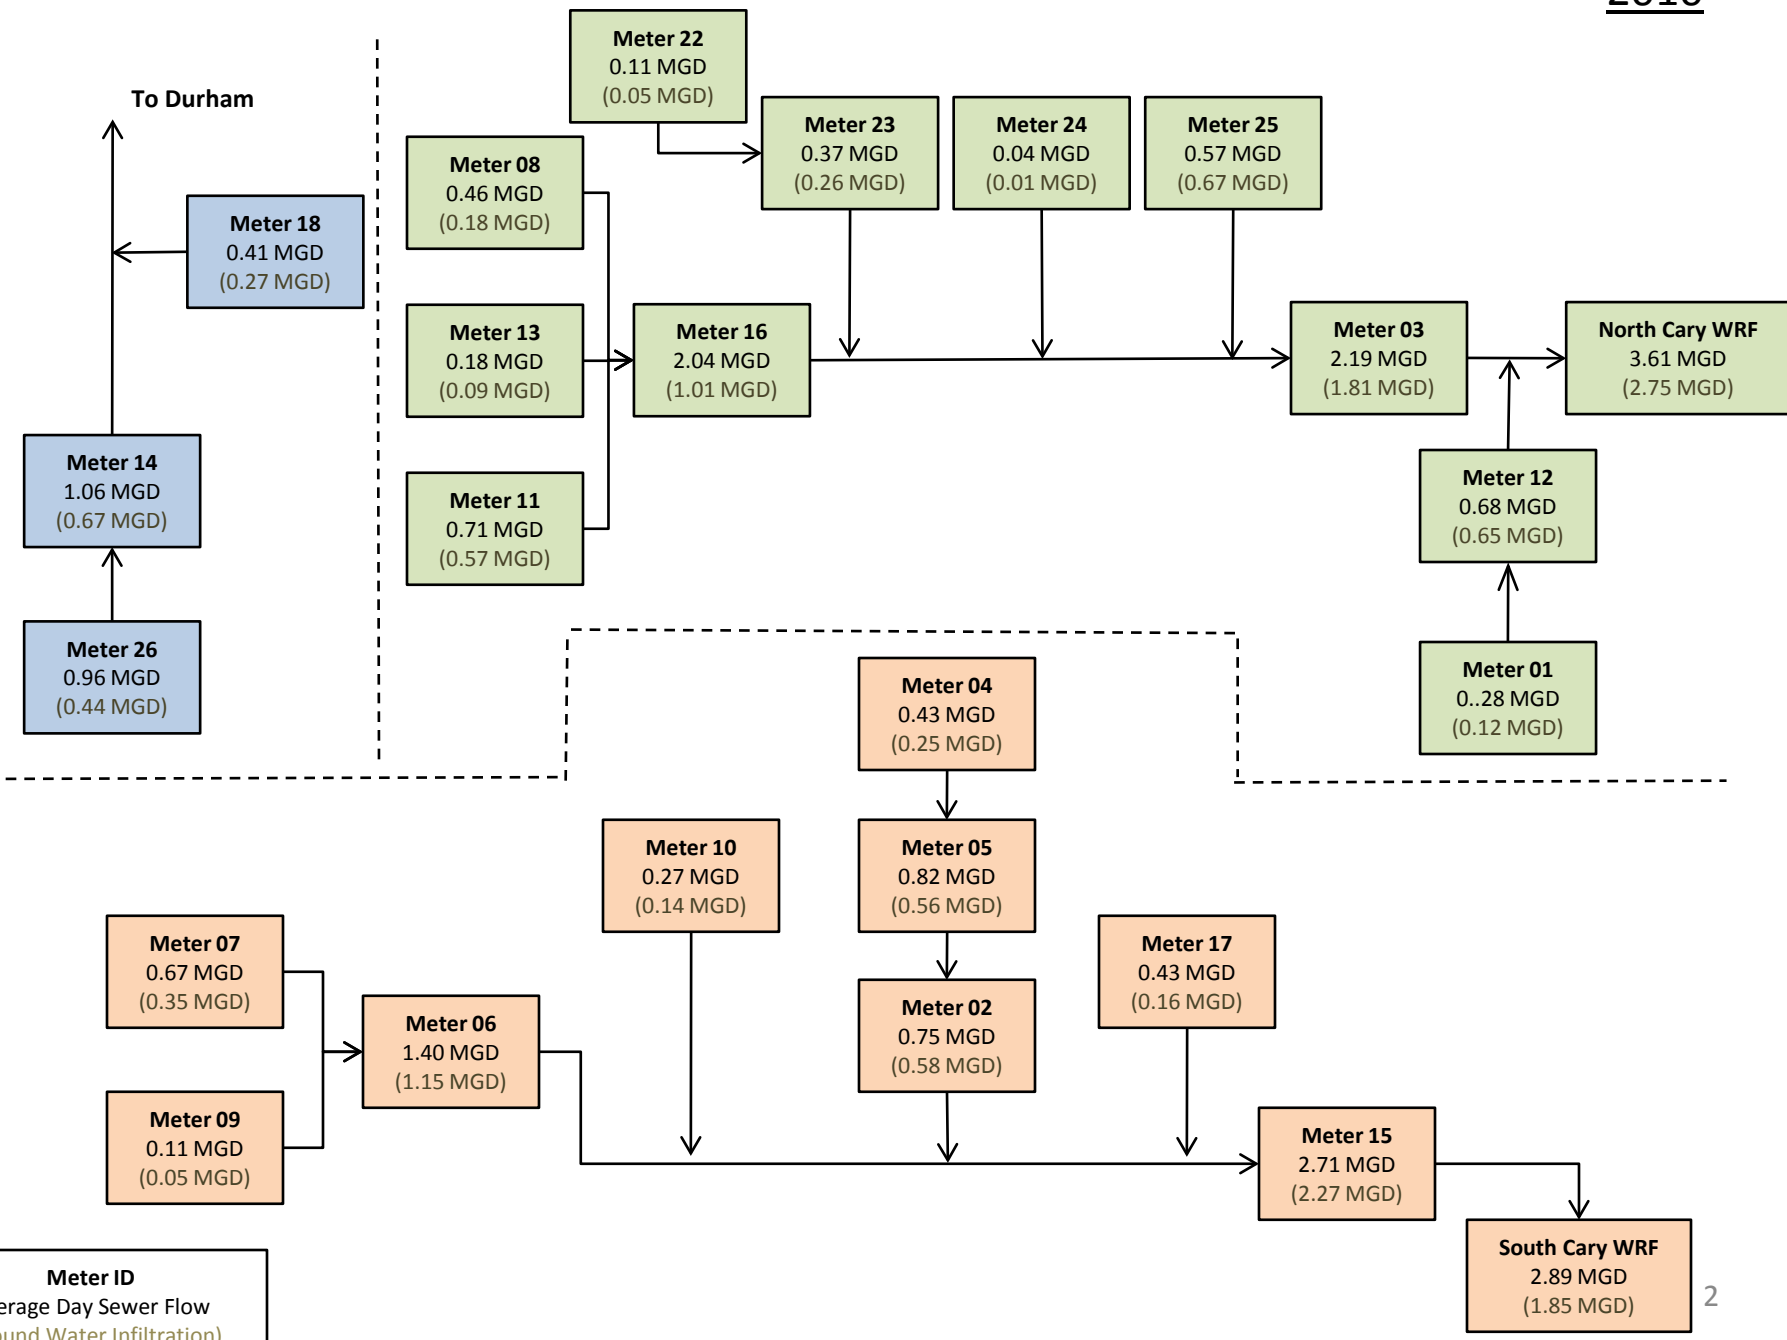 2010
Meter 22
0.11 MGD
(0.05 MGD)
To Durham
Meter 23
0.37 MGD
(0.26 MGD)
Meter 24
0.04 MGD
(0.01 MGD)
Meter 25
0.57 MGD
(0.67 MGD)
Meter 08
0.46 MGD
(0.18 MGD)
Meter 18
0.41 MGD
(0.27 MGD)
Meter 13
0.18 MGD
(0.09 MGD)
Meter 16
2.04 MGD
(1.01 MGD)
Meter 03
2.19 MGD
(1.81 MGD)
North Cary WRF
3.61 MGD
(2.75 MGD)
Meter 14
1.06 MGD
(0.67 MGD)
Meter 11
0.71 MGD
(0.57 MGD)
Meter 12
0.68 MGD
(0.65 MGD)
Meter 26
0.96 MGD
(0.44 MGD)
Meter 01
0..28 MGD
(0.12 MGD)
Meter 04
0.43 MGD
(0.25 MGD)
Meter 10
0.27 MGD
(0.14 MGD)
Meter 05
0.82 MGD
(0.56 MGD)
Meter 07
0.67 MGD
(0.35 MGD)
Meter 17
0.43 MGD
(0.16 MGD)
Meter 06
1.40 MGD
(1.15 MGD)
Meter 02
0.75 MGD
(0.58 MGD)
Meter 09
0.11 MGD
(0.05 MGD)
Meter 15
2.71 MGD
(2.27 MGD)
South Cary WRF
2.89 MGD
(1.85 MGD)
Meter ID
erage Day Sewer Flow
ound Water Infiltration)
2